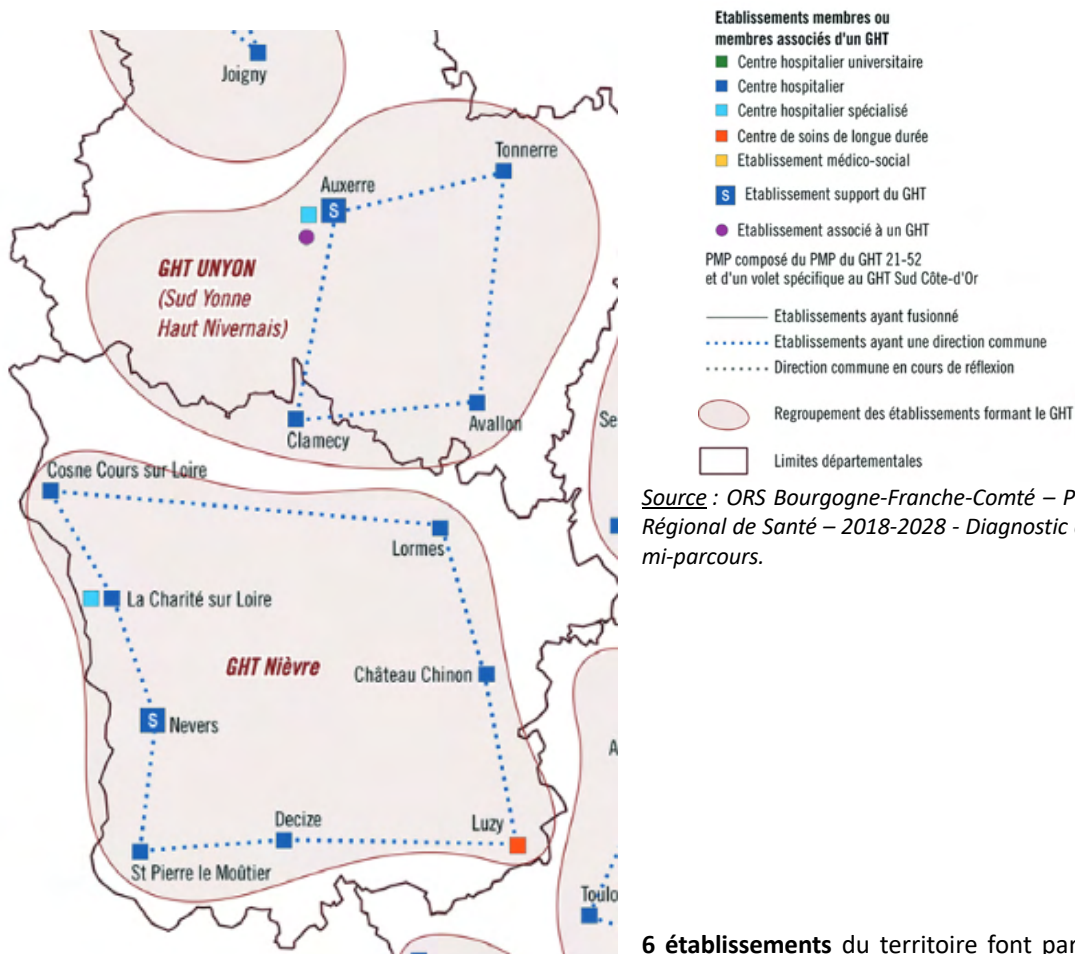 Joigny
Tonnerre
Auxerre
S
GHT UNYON
(Sud Yonne
Haut Nivernais)
Avallon
Clamecy
Cosne Cours sur Loire
Lormes
La Charité sur Loire
GHT Nièvre
Château Chinon
S
Nevers
Decize
Luzy
St Pierre le Moûtier
Se
A
Toulo
Etablissements membres ou
membres associés d'un GHT
Centre hospitalier universitaire
Centre hospitalier
Centre hospitalier spécialisé
Centre de soins de longue durée
Etablissement médico-social
S Etablissement support du GHT
Etablissement associé à un GHT
PMP composé du PMP du GHT 21-52
et d'un volet spécifique au GHT Sud Côte-d'Or
Etablissements ayant fusionné
Etablissements ayant une direction commune
Direction commune en cours de réflexion
Regroupement des établissements formant le GHT
Limites départementales
Source : ORS Bourgogne-Franche-Comté – P
Régional de Santé – 2018-2028 - Diagnostic
mi-parcours.
6 établissements du territoire font par